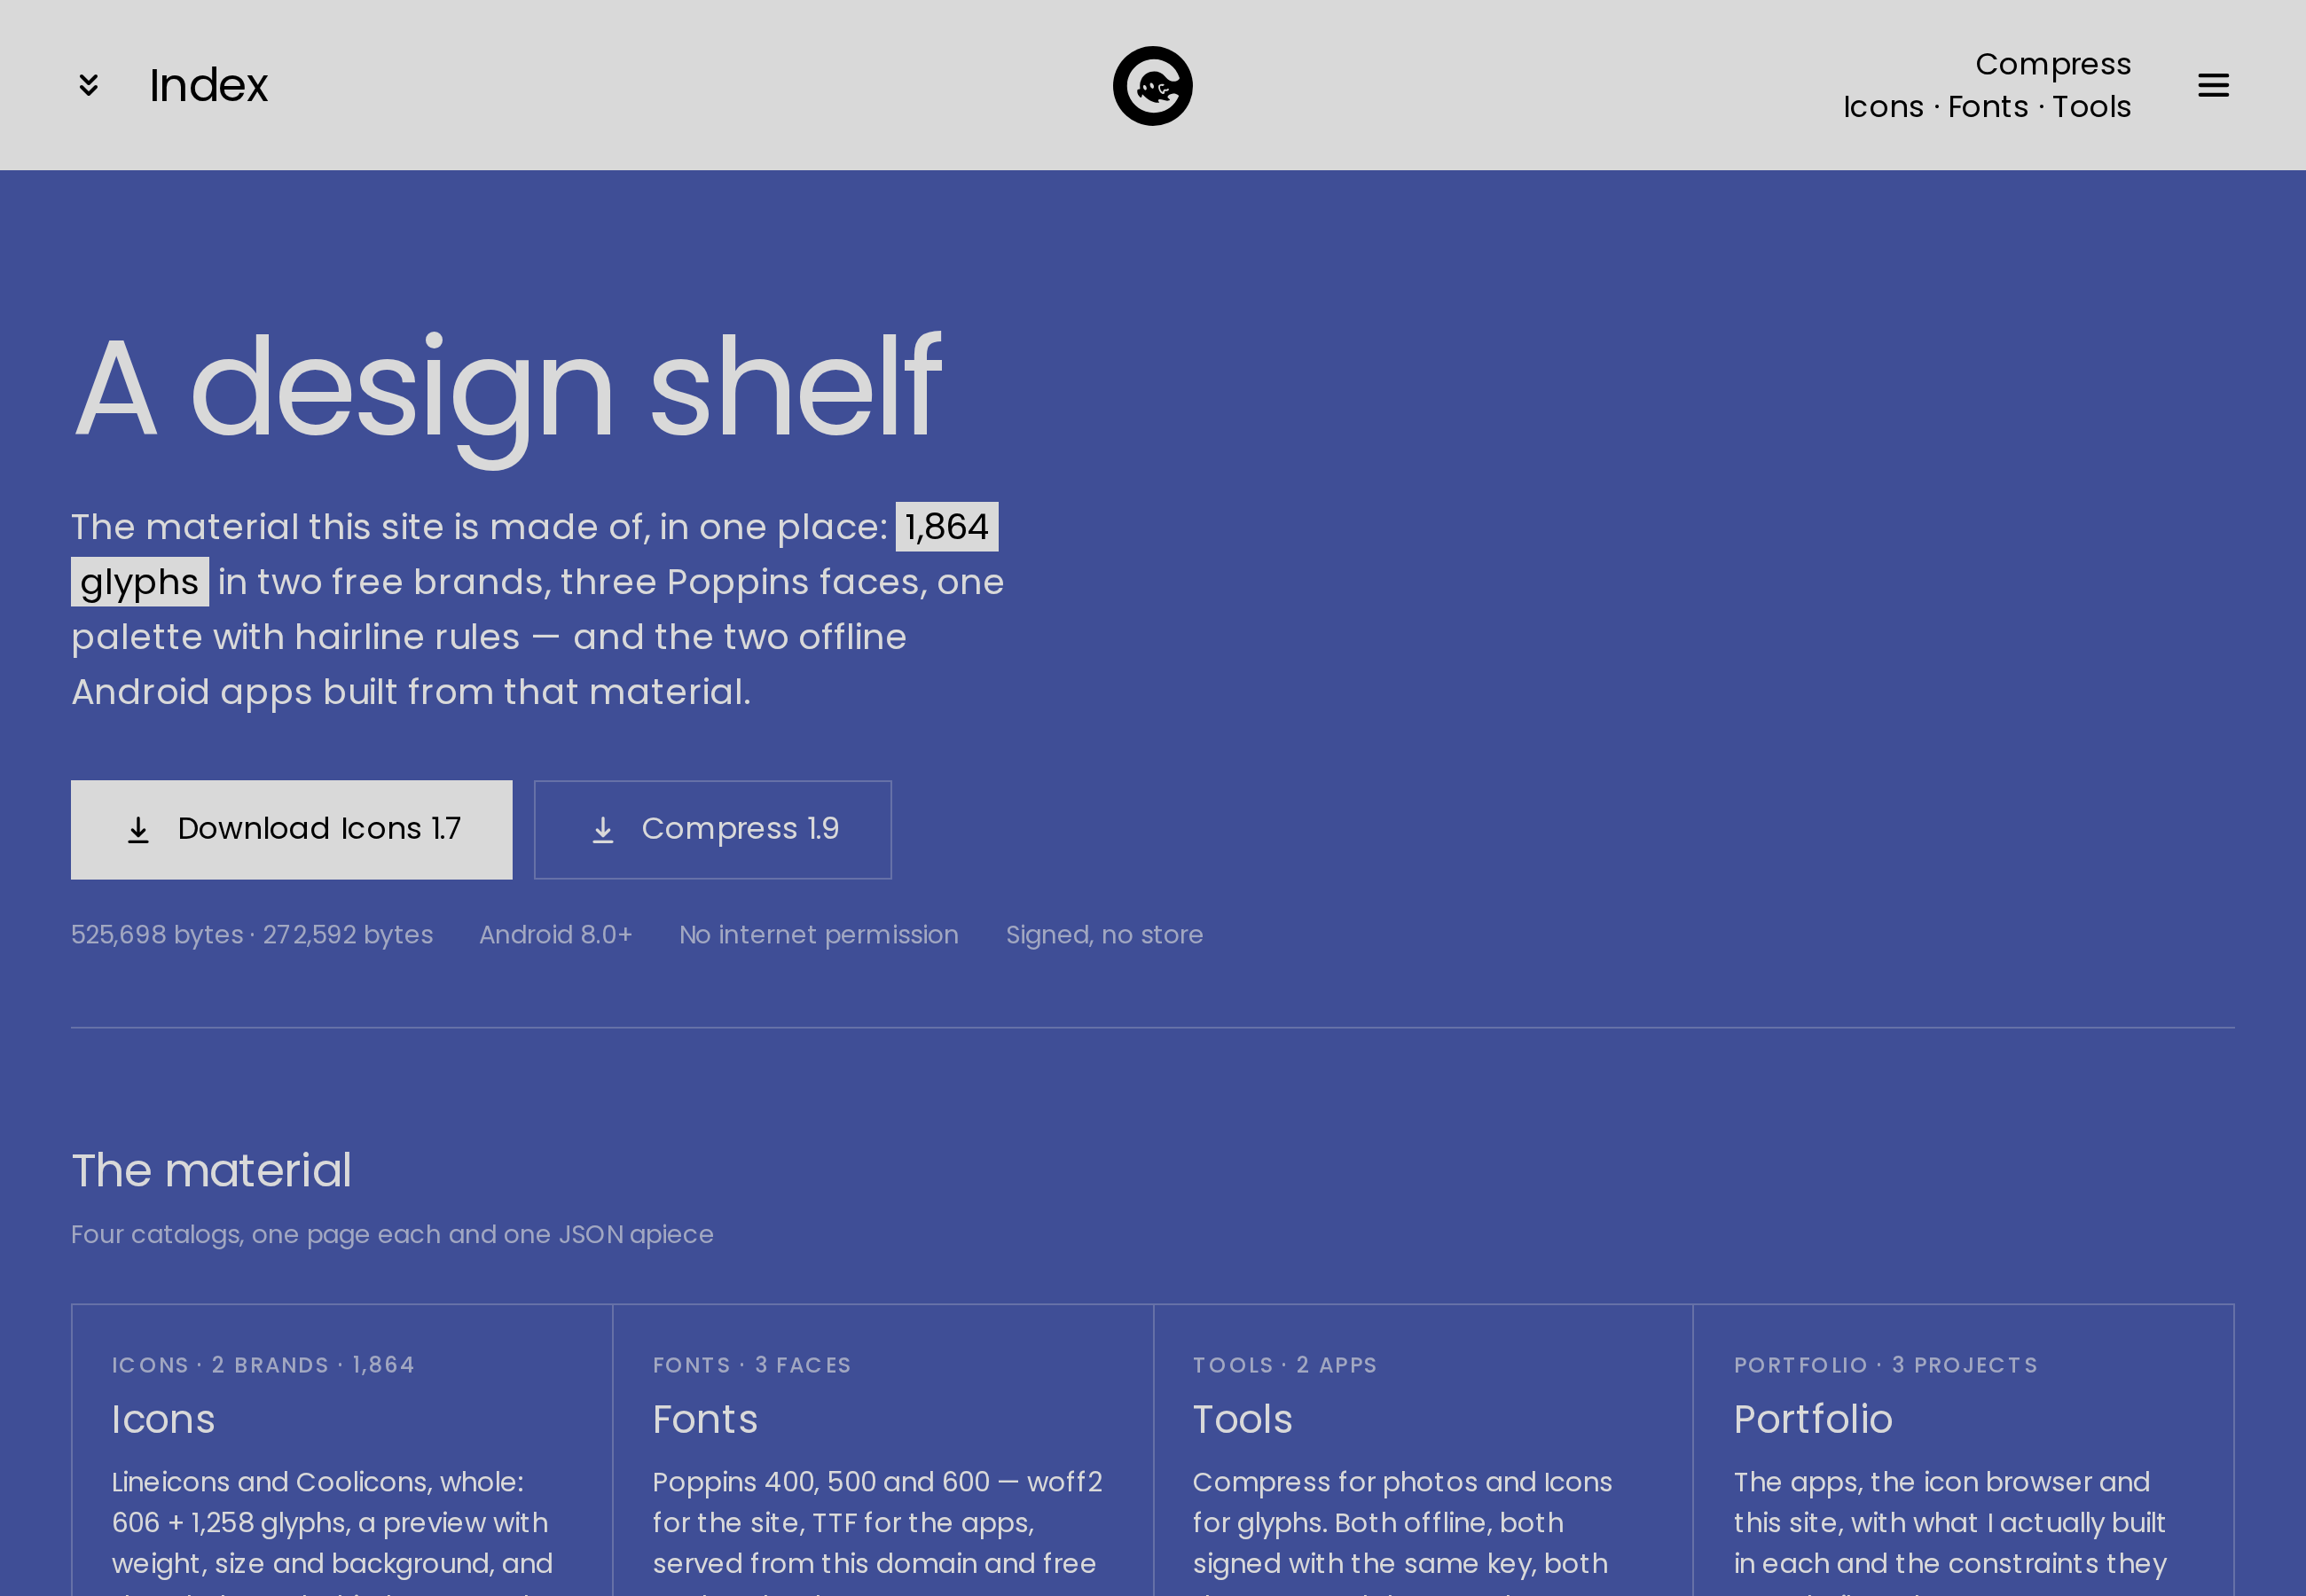 Index
Compress
Icons · Fonts · Tools
A design shelf
The material this site is made of, in one place: 1,864
glyphs in two free brands, three Poppins faces, one
palette with hairline rules — and the two offline
Android apps built from that material.
Download Icons 1.7
Compress 1.9
525,698 bytes · 272,592 bytes Android 8.0+ No internet permission Signed, no store
The material
Four catalogs, one page each and one JSON apiece
ICONS · 2 BRANDS · 1,864
Icons
Lineicons and Coolicons, whole:
606 + 1,258 glyphs, a preview with
weight, size and background, and
FONTS · 3 FACES
Fonts
Poppins 400, 500 and 600 — woff2
for the site, TTF for the apps,
served from this domain and free
TOOLS · 2 APPS
Tools
Compress for photos and Icons
for glyphs. Both offline, both
signed with the same key, both
PORTFOLIO · 3 PROJECTS
Portfolio
The apps, the icon browser and
this site, with what I actually built
in each and the constraints they